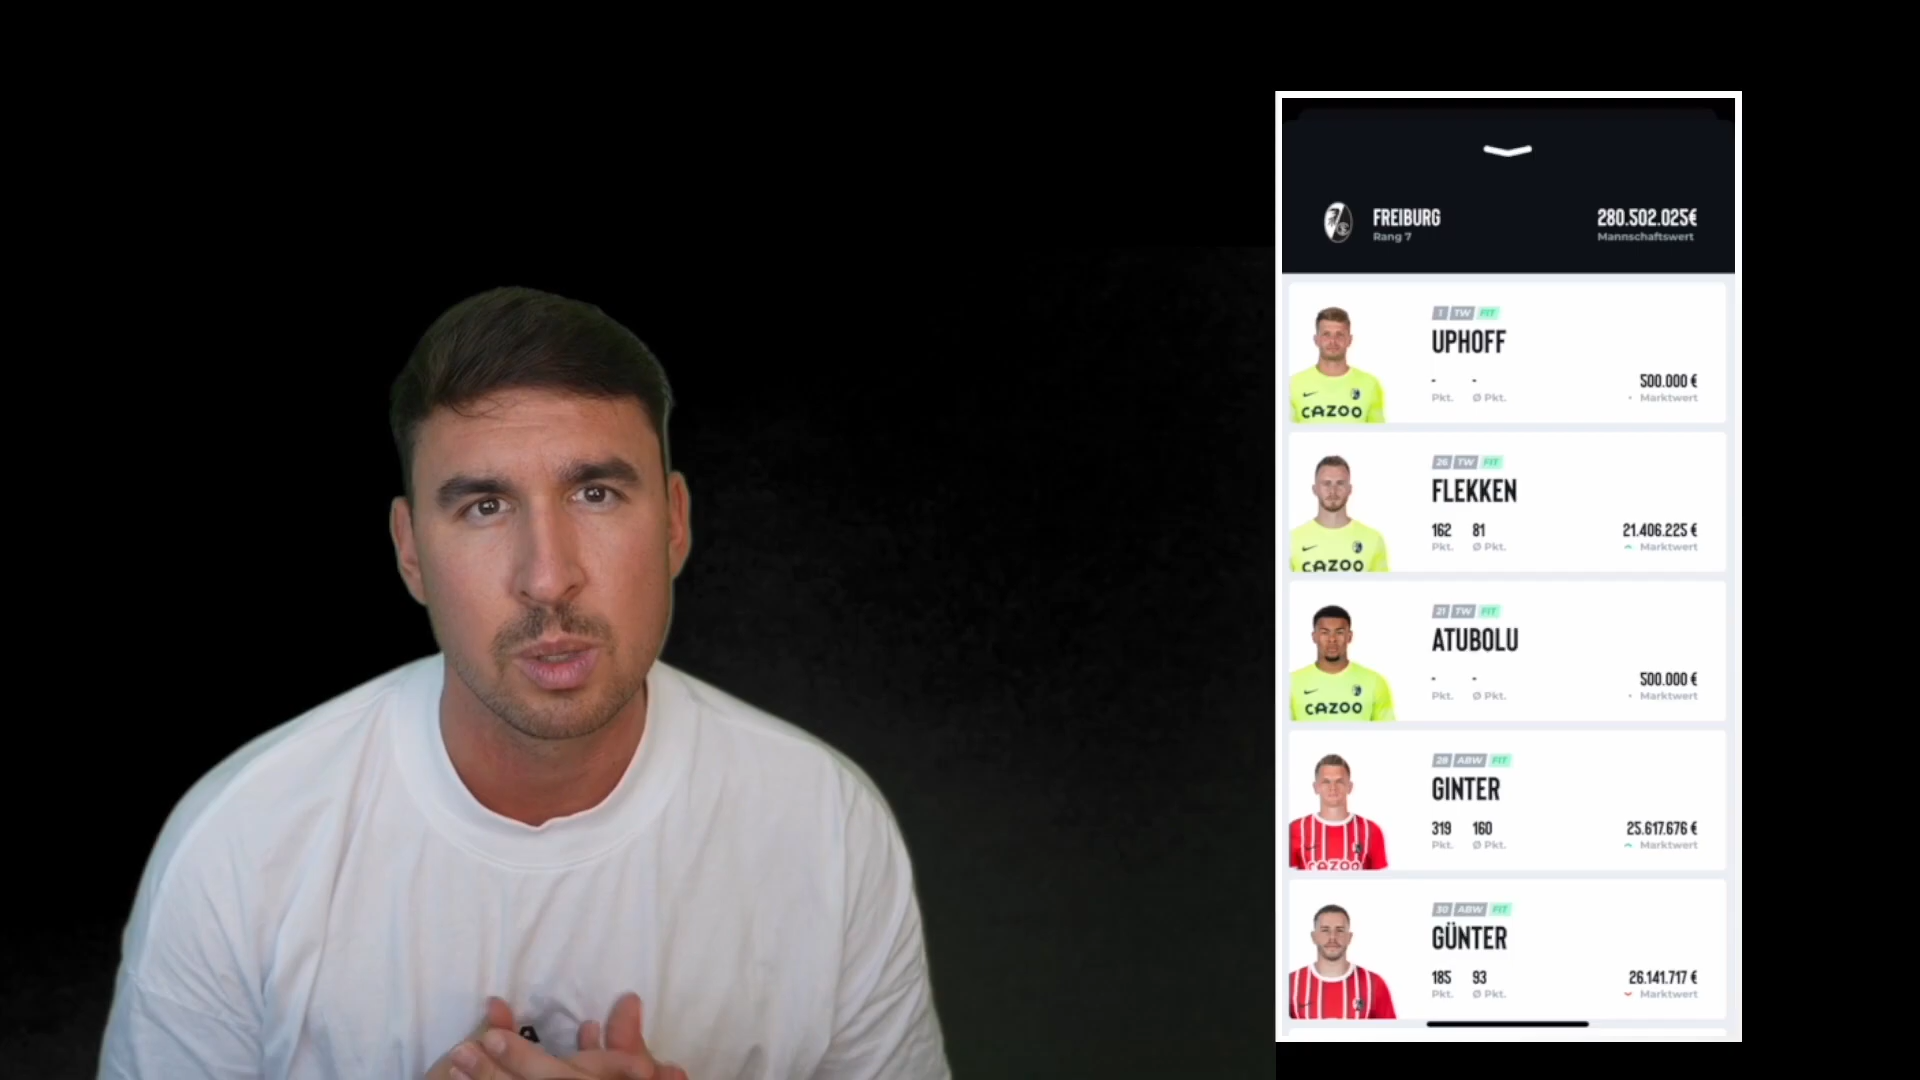 FREIBURG
Rang 7
280.502.025€
Mannschaftswert
1 TW FIT
UPHOFF
- -
Pkt. Ø Pkt.
500.000 €
Marktwert
CAZOO
26 TW FIT
FLEKKEN
162 81
Pkt. Ø Pkt.
21.406.225 €
Marktwert
CAZOO
21 TW FIT
ATUBOLU
- -
Pkt. Ø Pkt.
500.000 €
Marktwert
CAZOO
28 ABW FIT
GINTER
319 160
Pkt. Ø Pkt.
25.617.676 €
Marktwert
CAZOO
30 ABW FIT
GÜNTER
185 93
Pkt. Ø Pkt.
26.141.717 €
Marktwert
A